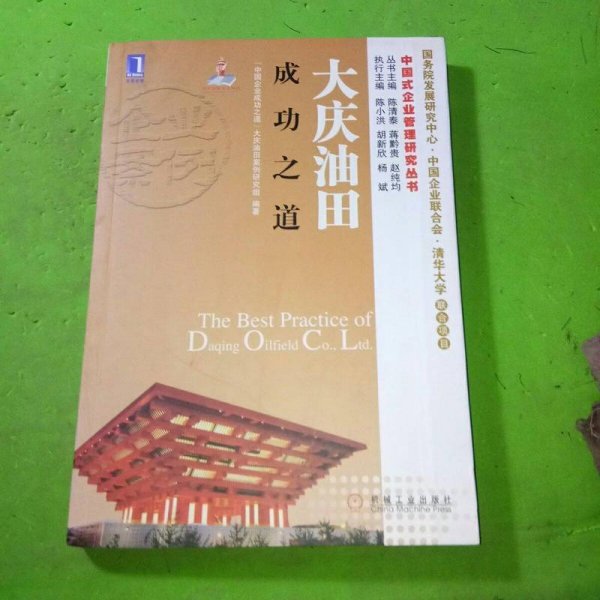 国务院发展研究中心·中国企业联合会·清华大学 联合项目
中国式企业管理研究丛书
丛书主编 陈清泰 蒋黔贵 赵纯均
执行主编 陈小洪 胡新欣 杨斌
大庆油田
成功之道
“中国企业成功之道”大庆油田案例研究组 编著
The Best Practice of
Daqing Oilfield Co., Ltd.
机械工业出版社
China Machine Press